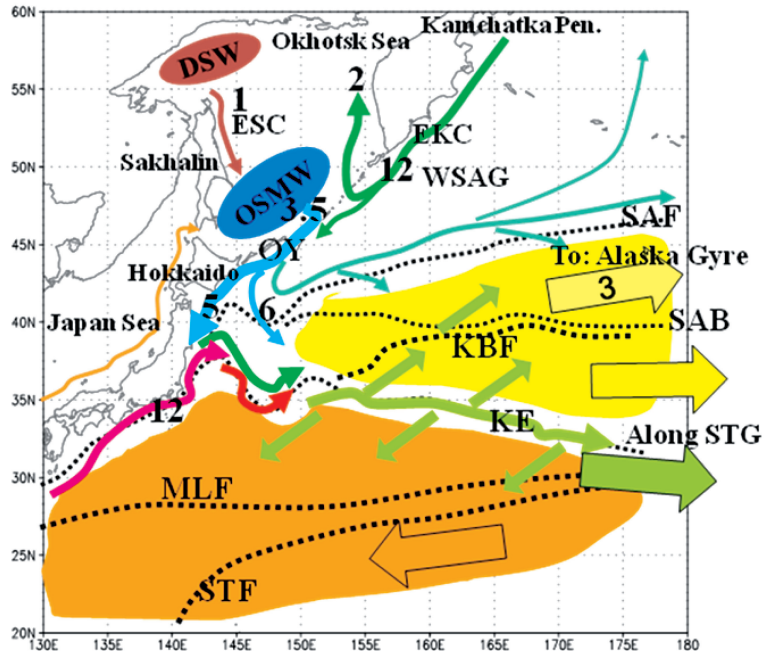 60N
Kamchatka Pen.
Okhotsk Sea
DSW
55N
2
1
ESC
EKC
50N
Sakhalin
12 WSAG
OSMW
3.5
SAF
45N
OY
To: Alaska Gyre
Hokkaido
3
5
6
40N
Japan Sea
SAB
KBF
35N
12
KE
Along STG
30N
MLF
25N
STF
20N
130E 135E 140E 145E 150E 155E 160E 165E 170E 175E 180